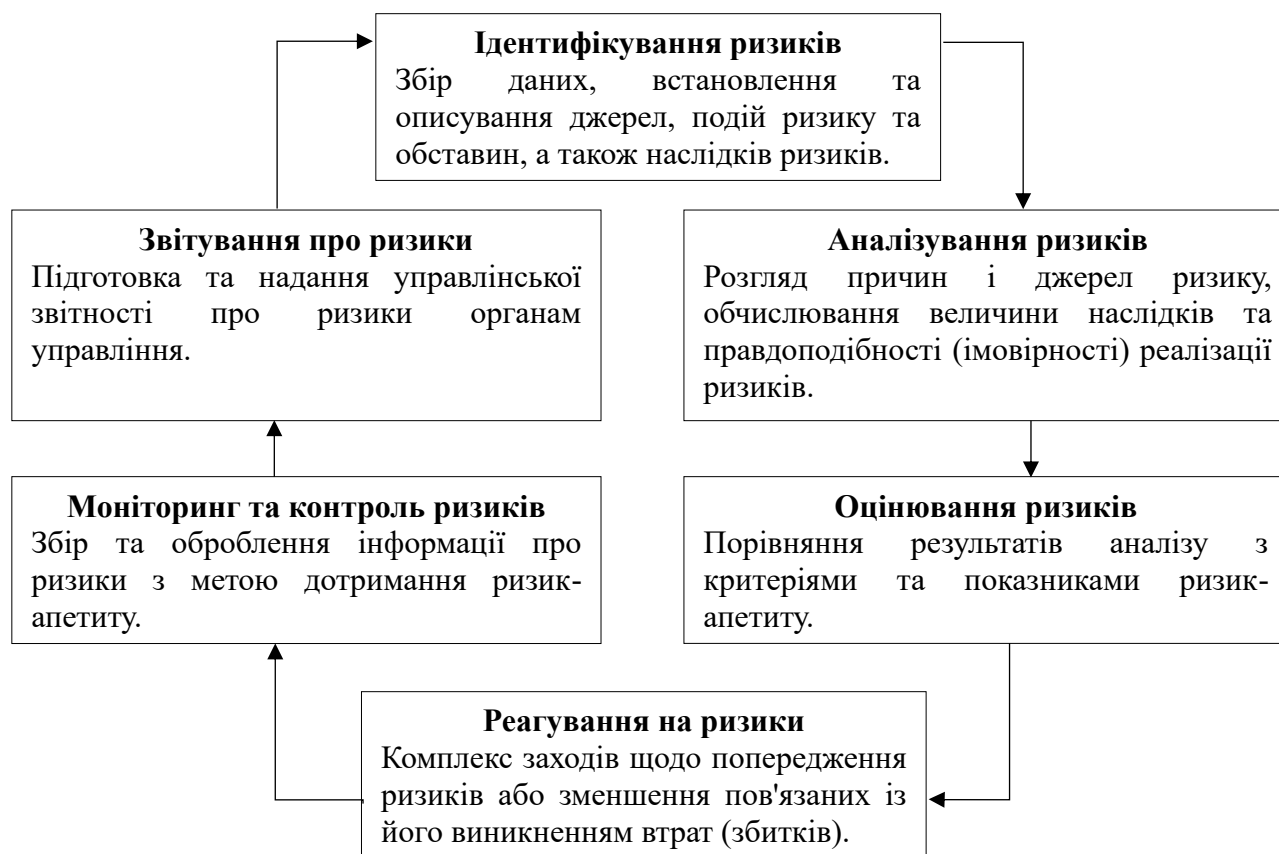 Ідентифікування ризиків
Збір даних, встановлення та
описування джерел, подій ризику та
обставин, а також наслідків ризиків.
Звітування про ризики
Підготовка та надання управлінської
звітності про ризики органам
управління.
Аналізування ризиків
Розгляд причин і джерел ризику,
обчислювання величини наслідків та
правдоподібності (імовірності) реалізації
ризиків.
Моніторинг та контроль ризиків
Збір та оброблення інформації про
ризики з метою дотримання ризик-
апетиту.
Оцінювання ризиків
Порівняння результатів аналізу з
критеріями та показниками ризик-
апетиту.
Реагування на ризики
Комплекс заходів щодо попередження
ризиків або зменшення пов'язаних із
його виникненням втрат (збитків).